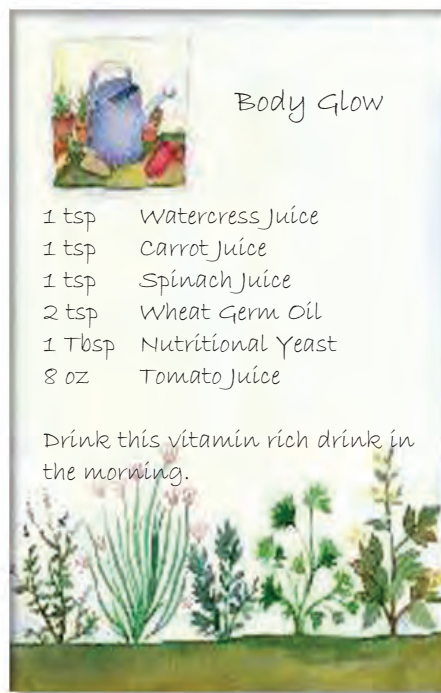 Body Glow
1 tsp Watercress Juice
1 tsp Carrot Juice
1 tsp Spinach Juice
2 tsp Wheat Germ Oil
1 Tbsp Nutritional Yeast
8 oz Tomato Juice
Drink this vitamin rich drink in
the morning.